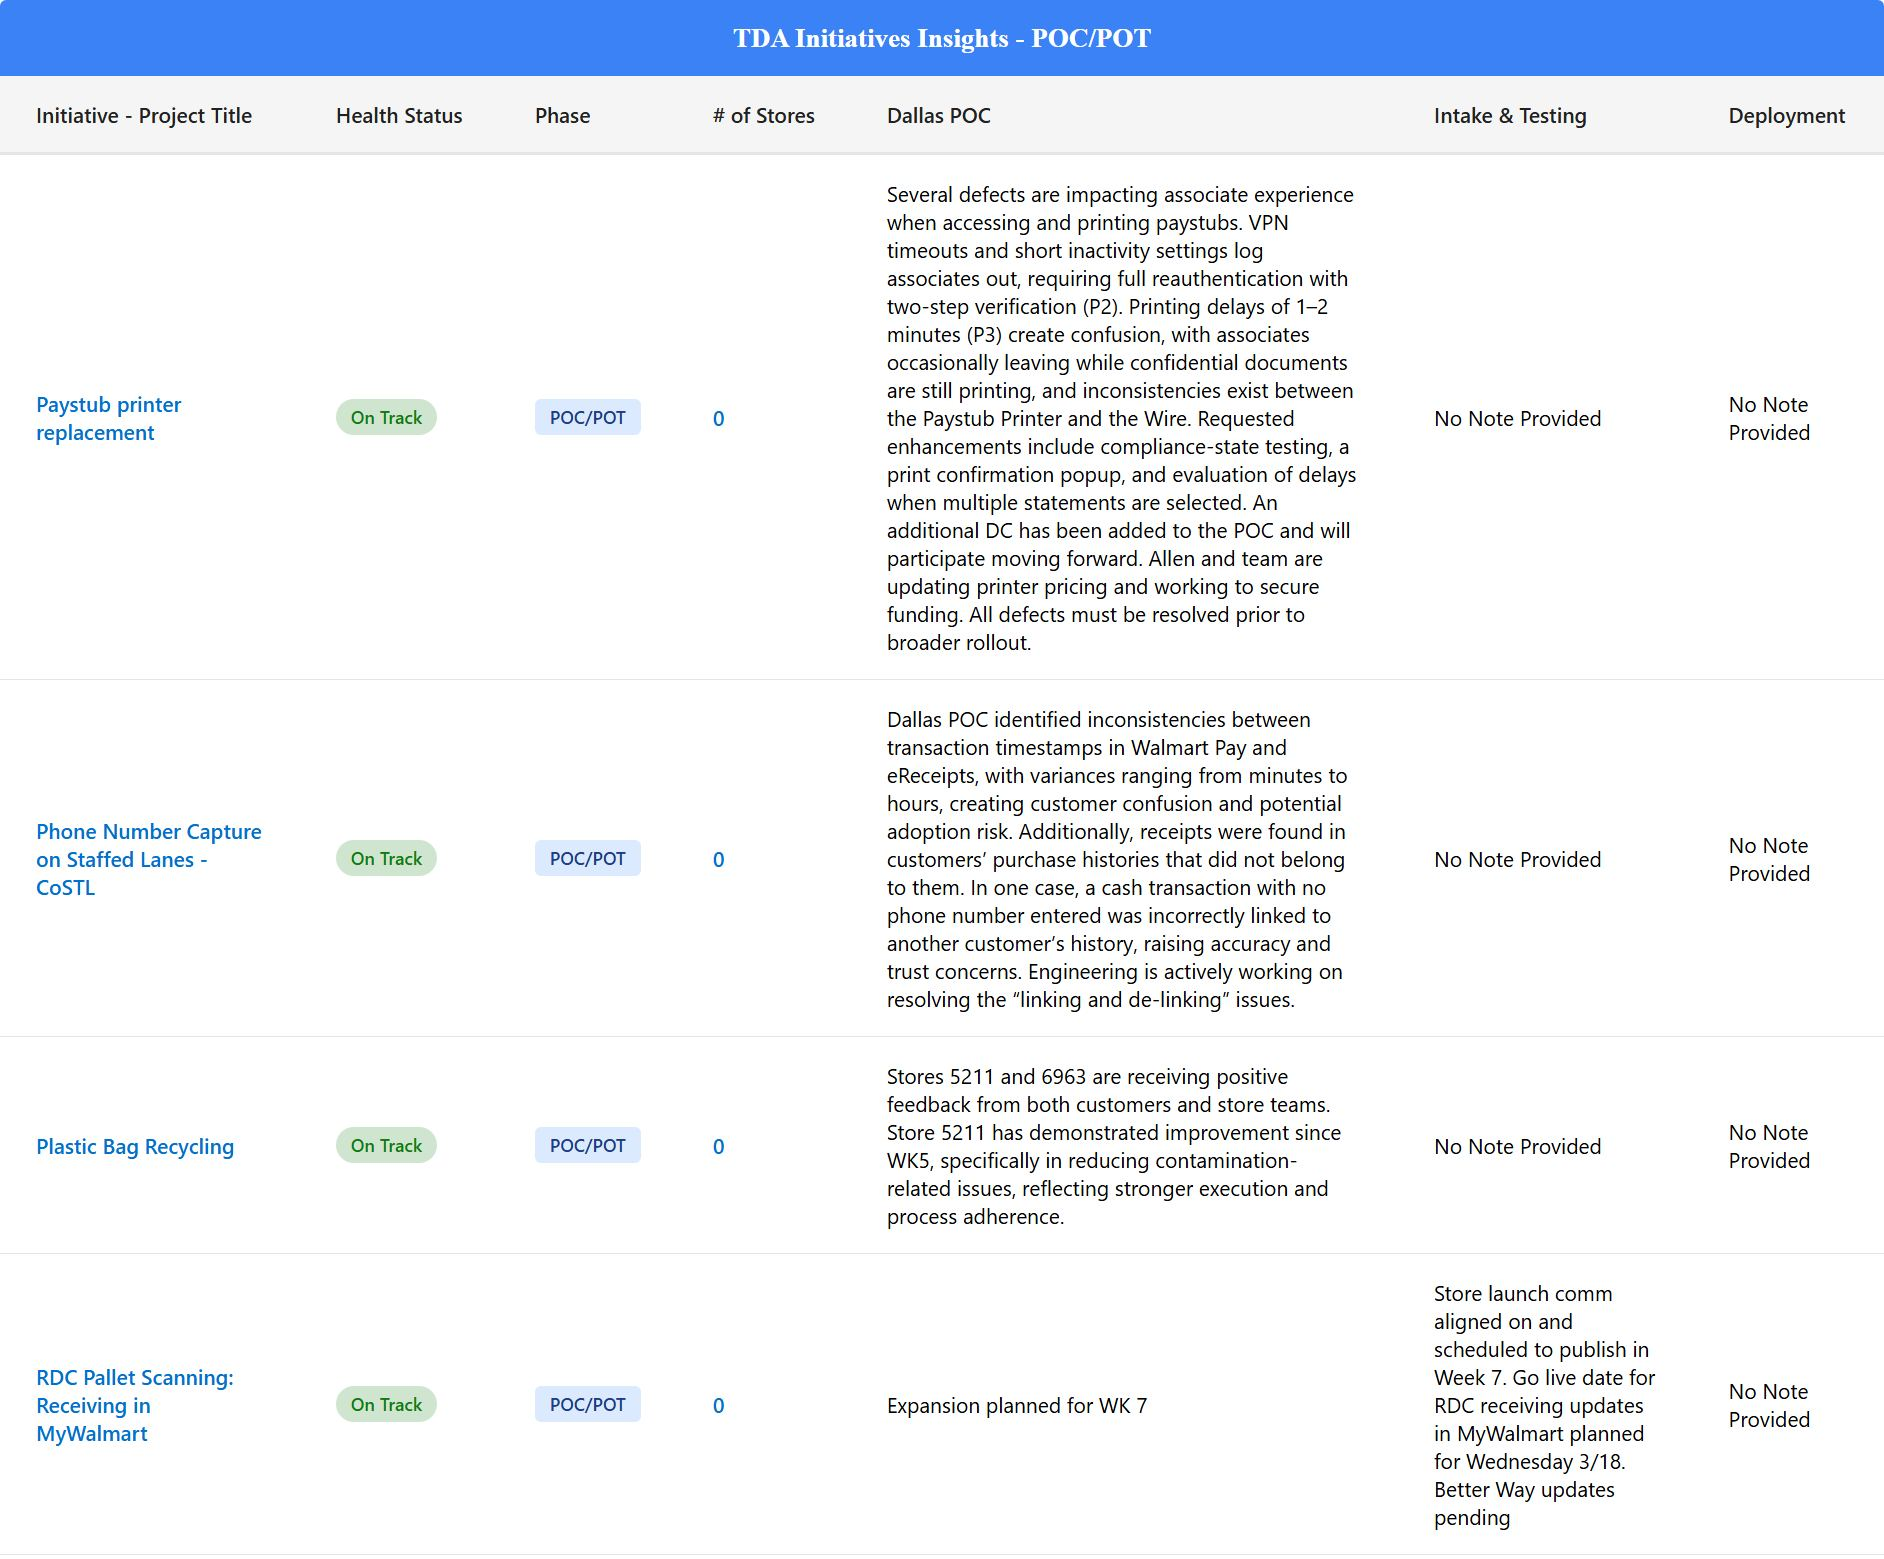 TDA Initiatives Insights - POC/POT
Initiative - Project Title
Health Status
Phase
# of Stores
Dallas POC
Intake & Testing
Deployment
Paystub printer
replacement
On Track
POC/POT
0
Several defects are impacting associate experience
when accessing and printing paystubs. VPN
timeouts and short inactivity settings log
associates out, requiring full reauthentication with
two-step verification (P2). Printing delays of 1–2
minutes (P3) create confusion, with associates
occasionally leaving while confidential documents
are still printing, and inconsistencies exist between
the Paystub Printer and the Wire. Requested
enhancements include compliance-state testing, a
print confirmation popup, and evaluation of delays
when multiple statements are selected. An
additional DC has been added to the POC and will
participate moving forward. Allen and team are
updating printer pricing and working to secure
funding. All defects must be resolved prior to
broader rollout.
No Note Provided
No Note
Provided
Phone Number Capture
on Staffed Lanes -
CoSTL
On Track
POC/POT
0
Dallas POC identified inconsistencies between
transaction timestamps in Walmart Pay and
eReceipts, with variances ranging from minutes to
hours, creating customer confusion and potential
adoption risk. Additionally, receipts were found in
customers’ purchase histories that did not belong
to them. In one case, a cash transaction with no
phone number entered was incorrectly linked to
another customer’s history, raising accuracy and
trust concerns. Engineering is actively working on
resolving the “linking and de-linking” issues.
No Note Provided
No Note
Provided
Plastic Bag Recycling
On Track
POC/POT
0
Stores 5211 and 6963 are receiving positive
feedback from both customers and store teams.
Store 5211 has demonstrated improvement since
WK5, specifically in reducing contamination-
related issues, reflecting stronger execution and
process adherence.
No Note Provided
No Note
Provided
RDC Pallet Scanning:
Receiving in
MyWalmart
On Track
POC/POT
0
Expansion planned for WK 7
Store launch comm
aligned on and
scheduled to publish in
Week 7. Go live date for
RDC receiving updates
in MyWalmart planned
for Wednesday 3/18.
Better Way updates
pending
No Note
Provided